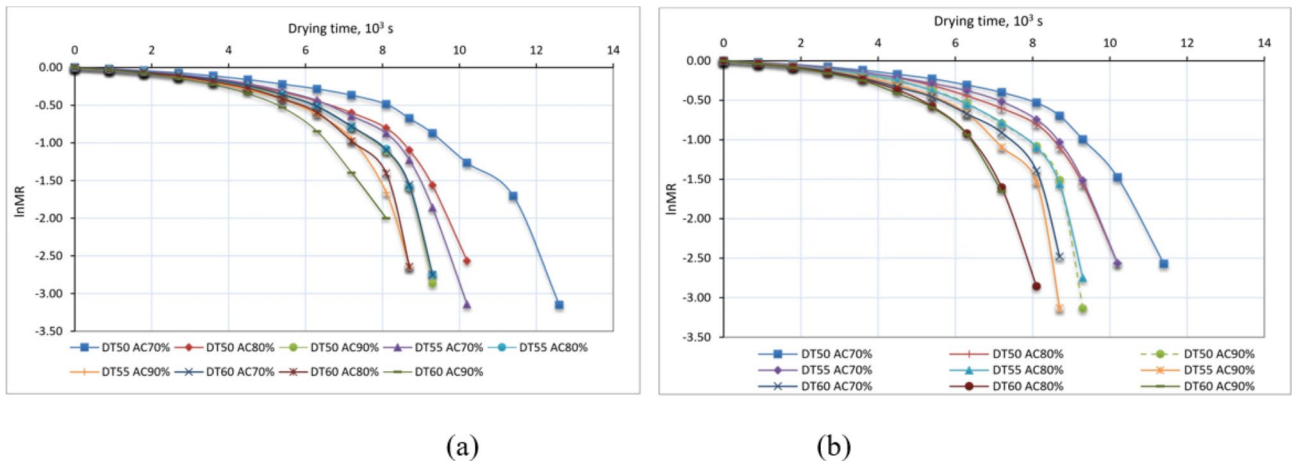 Drying time, 10³ s
0 2 4 6 8 10 12 14
0.00
-0.50
-1.00
-1.50
-2.00
-2.50
-3.00
-3.50
lnMR
DT50 AC70% DT50 AC80% DT50 AC90% DT55 AC70% DT55 AC80%
DT55 AC90% DT60 AC70% DT60 AC80% DT60 AC90%
(a)
Drying time, 10³ s
0 2 4 6 8 10 12 14
0.00
-0.50
-1.00
-1.50
-2.00
-2.50
-3.00
-3.50
lnMR
DT50 AC70% DT50 AC80% DT50 AC90%
DT55 AC70% DT55 AC80% DT55 AC90%
DT60 AC70% DT60 AC80% DT60 AC90%
(b)